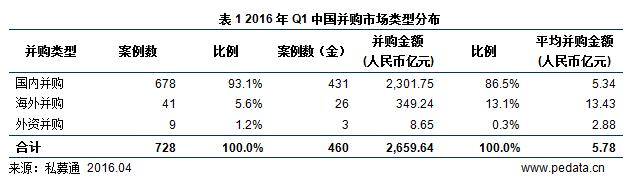 表 1 2016 年 Q1 中国并购市场类型分布
并购类型 案例数 比例 案例数（金） 并购金额 (人民币亿元) 比例 平均并购金额 (人民币亿元)
国内并购 678 93.1% 431 2,301.75 86.5% 5.34
海外并购 41 5.6% 26 349.24 13.1% 13.43
外资并购 9 1.2% 3 8.65 0.3% 2.88
合计 728 100.0% 460 2,659.64 100.0% 5.78
来源：私募通 2016.04 www.pedata.cn